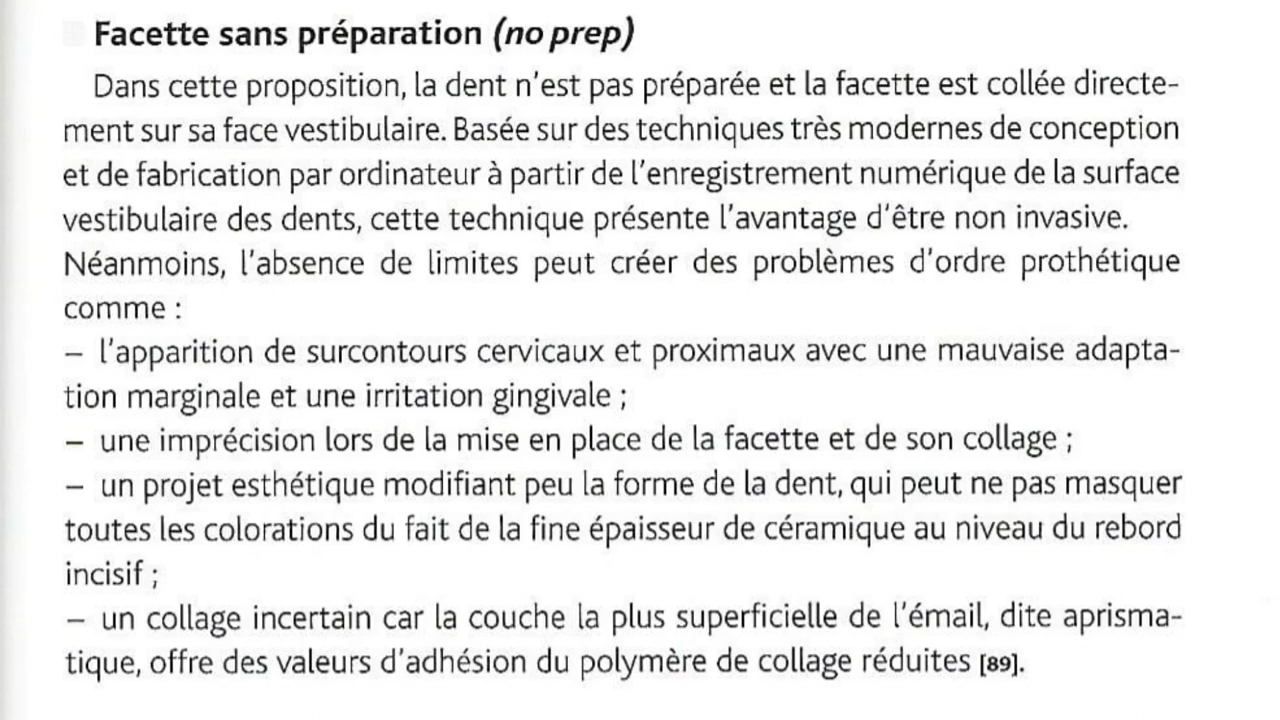 Facette sans préparation (no prep)
Dans cette proposition, la dent n'est pas préparée et la facette est collée directe-
ment sur sa face vestibulaire. Basée sur des techniques très modernes de conception
et de fabrication par ordinateur à partir de l'enregistrement numérique de la surface
vestibulaire des dents, cette technique présente l'avantage d'être non invasive.
Néanmoins, l'absence de limites peut créer des problèmes d'ordre prothétique
comme :
– l'apparition de surcontours cervicaux et proximaux avec une mauvaise adapta-
tion marginale et une irritation gingivale ;
– une imprécision lors de la mise en place de la facette et de son collage ;
– un projet esthétique modifiant peu la forme de la dent, qui peut ne pas masquer
toutes les colorations du fait de la fine épaisseur de céramique au niveau du rebord
incisif ;
– un collage incertain car la couche la plus superficielle de l'émail, dite aprisma-
tique, offre des valeurs d'adhésion du polymère de collage réduites [89].